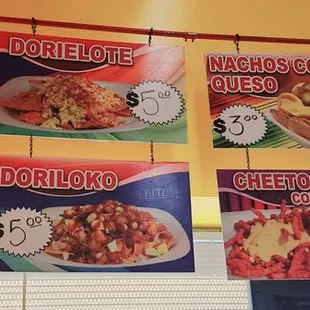 DORIELOTE
$5.00
NACHOS CO
QUESO
$3.00
DORILOKO
$5.00
CHEETO
CO